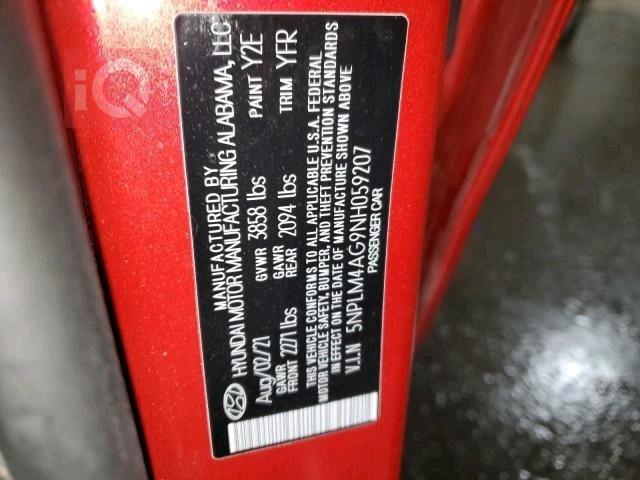 MANUFACTURED BY
HYUNDAI MOTOR MANUFACTURING ALABAMA, LLC
Aug/02/21 GVWR 3858 lbs PAINT Y2E
GAWR FRONT 2271 lbs GAWR REAR 2094 lbs TRIM YFR
THIS VEHICLE CONFORMS TO ALL APPLICABLE U.S.A. FEDERAL
MOTOR VEHICLE SAFETY, BUMPER, AND THEFT PREVENTION STANDARDS
IN EFFECT ON THE DATE OF MANUFACTURE SHOWN ABOVE
V.I.N 5NPLM4AG9NH059207
PASSENGER CAR
iQ